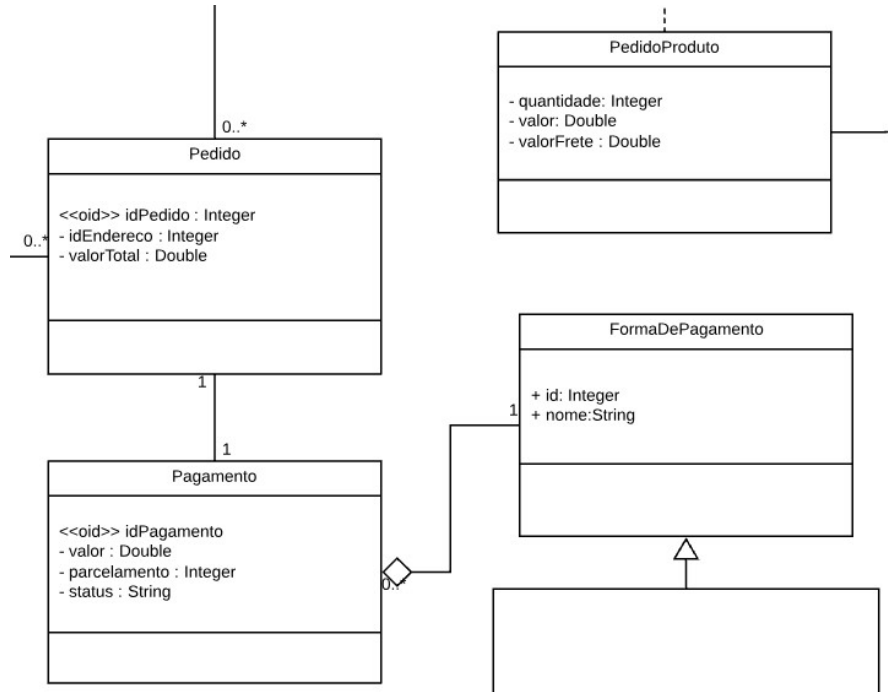 0..*
Pedido
<<oid>> idPedido : Integer
- idEndereco : Integer
- valorTotal : Double
0..*
1
1
Pagamento
<<oid>> idPagamento
- valor : Double
- parcelamento : Integer
- status : String
0..*
1
PedidoProduto
- quantidade: Integer
- valor: Double
- valorFrete : Double
FormaDePagamento
+ id: Integer
+ nome:String